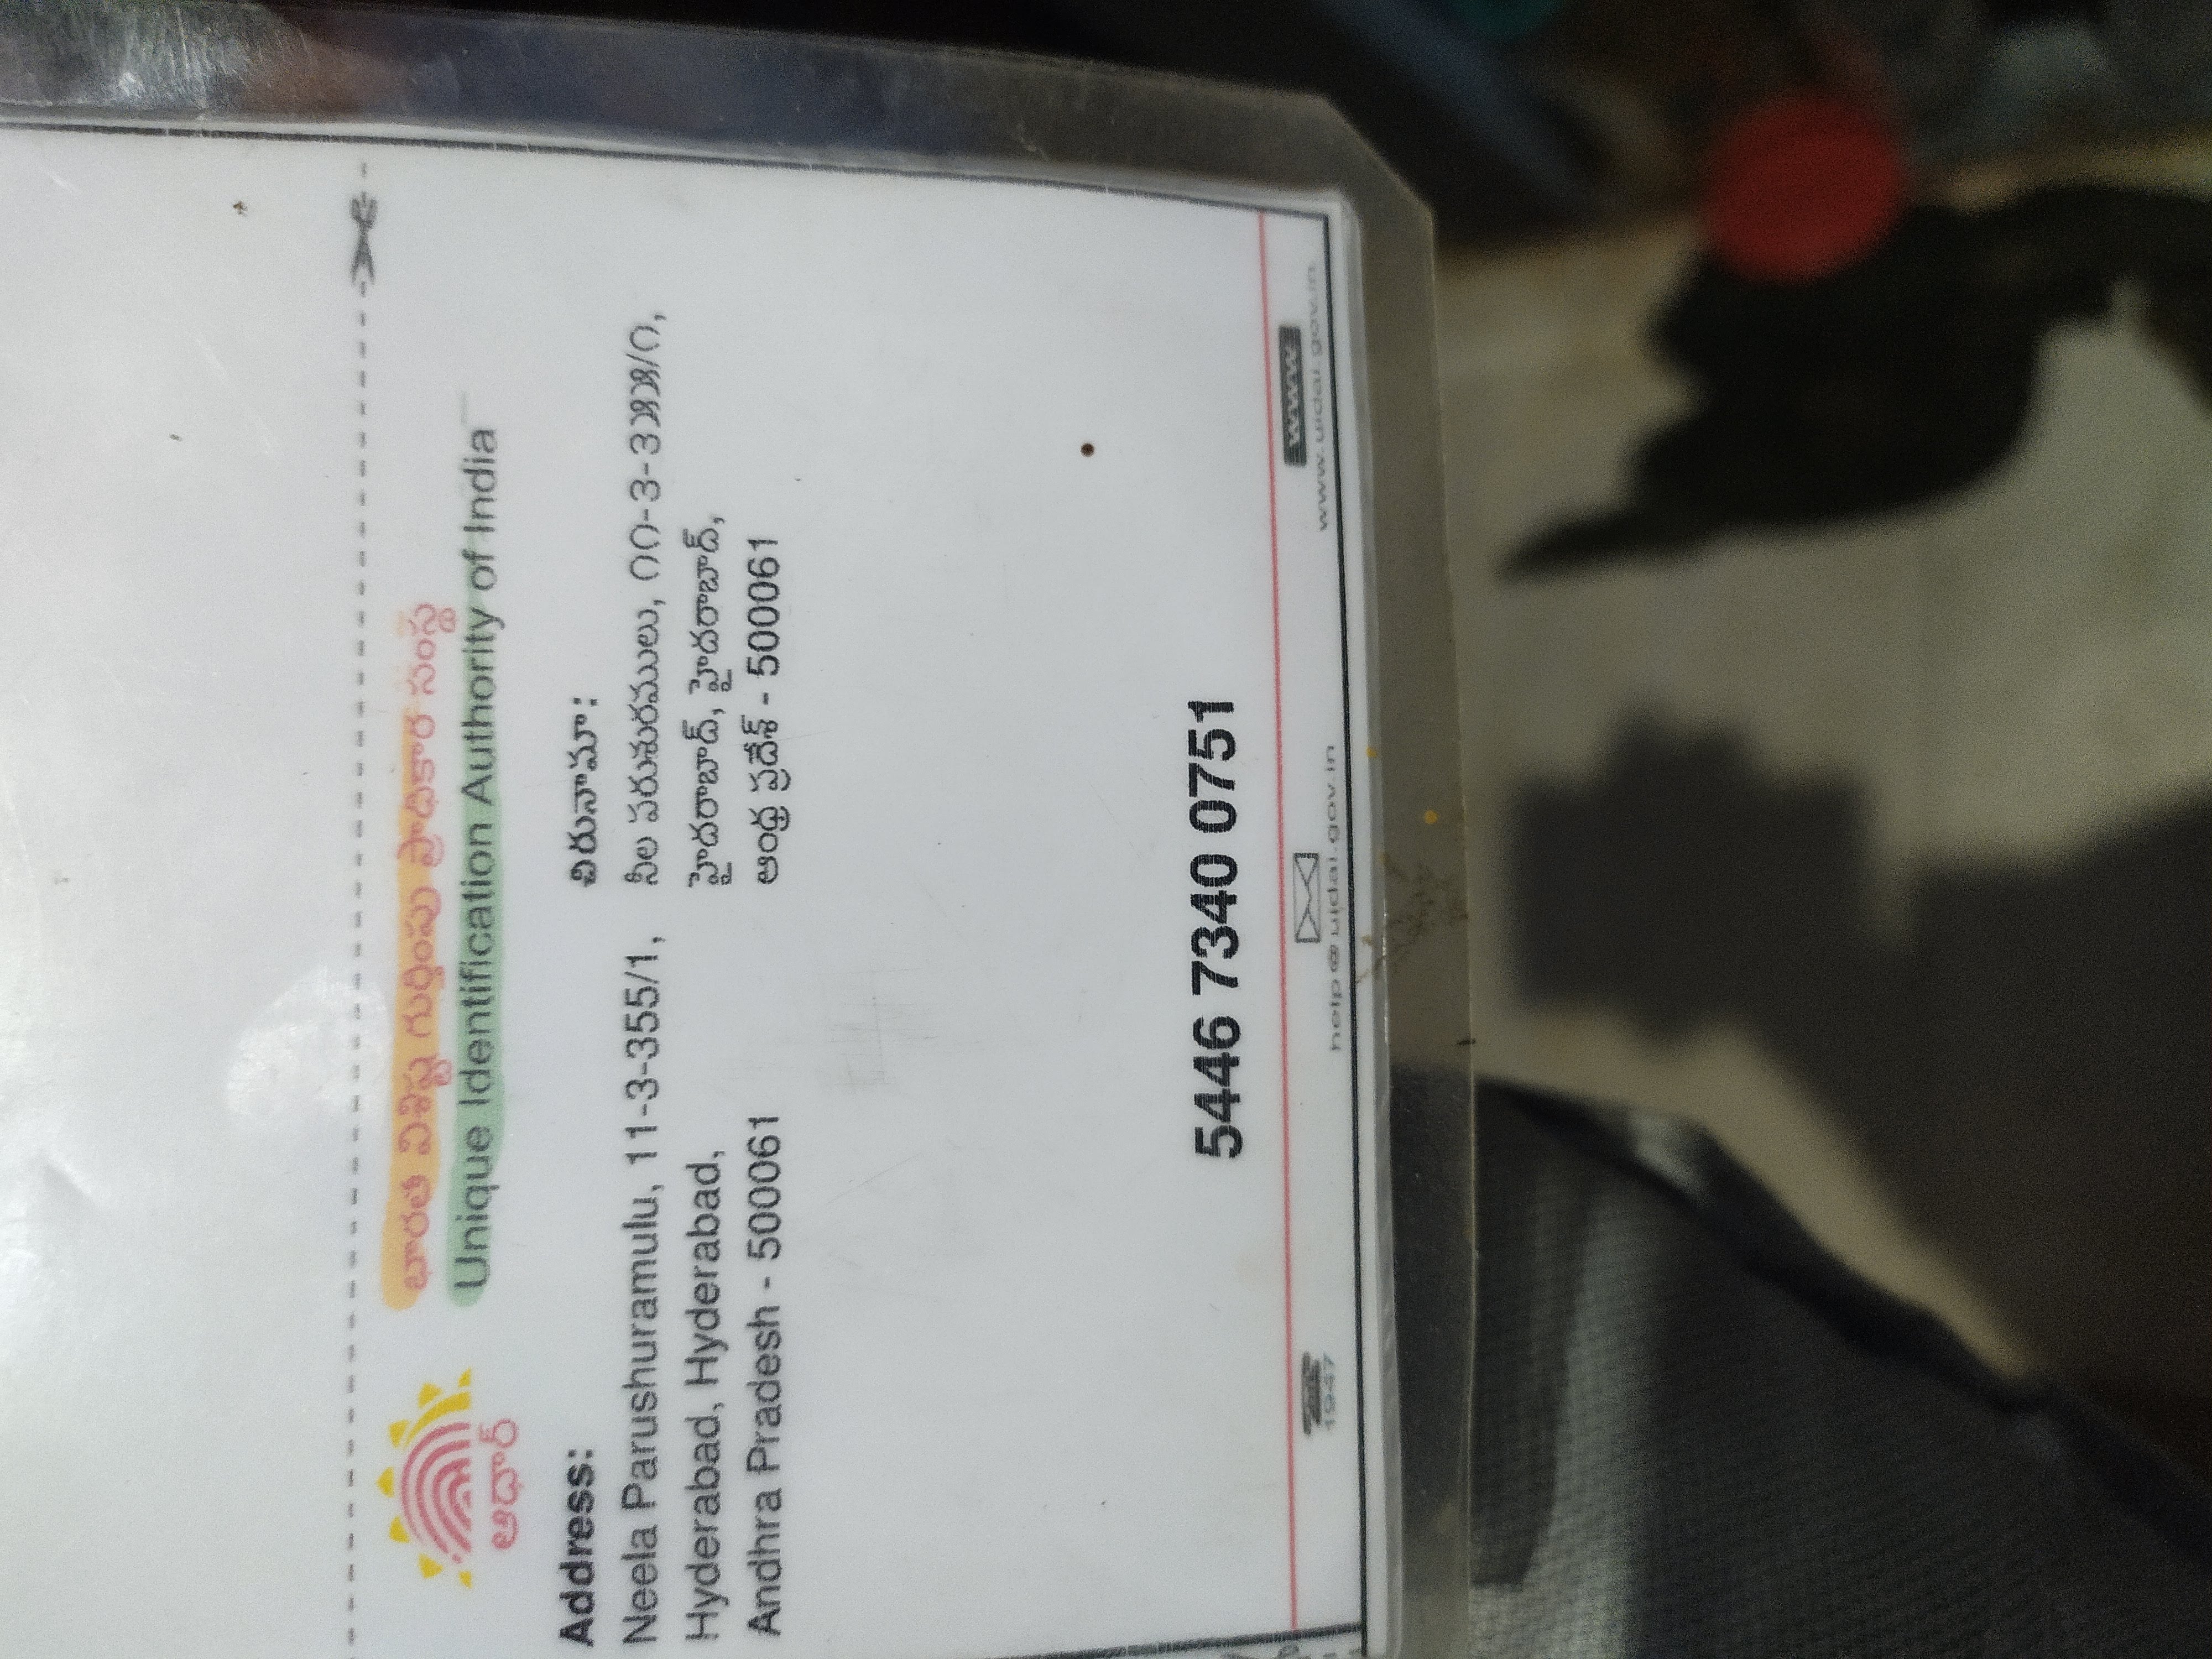 భారత విశిష్ట గుర్తింపు ప్రాధికార సంస్థ
Unique Identification Authority of India
ఆధార్
Address:
Neela Parushuramulu, 11-3-355/1,
Hyderabad, Hyderabad,
Andhra Pradesh - 500061
చిరునామా:
నీల పరుశురములు, ౧౧-3-3౫౫/౧,
హైదరాబాద్, హైదరాబాద్,
ఆంధ్ర ప్రదేశ్ - 500061
5446 7340 0751
1947
help@uidai.gov.in
www
www.uidai.gov.in